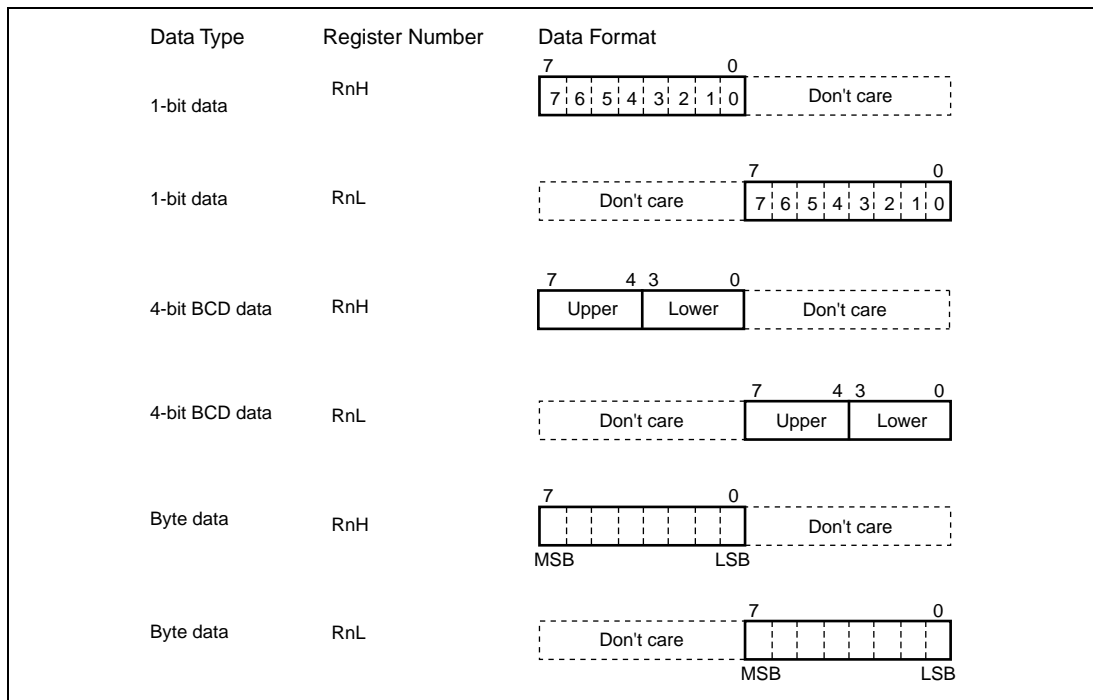 Data Type Register Number Data Format
7 0
1-bit data RnH 7 6 5 4 3 2 1 0 Don't care
7 0
1-bit data RnL Don't care 7 6 5 4 3 2 1 0
7 4 3 0
4-bit BCD data RnH Upper Lower Don't care
7 4 3 0
4-bit BCD data RnL Don't care Upper Lower
7 0
Byte data RnH Don't care
MSB LSB
7 0
Byte data RnL Don't care
MSB LSB